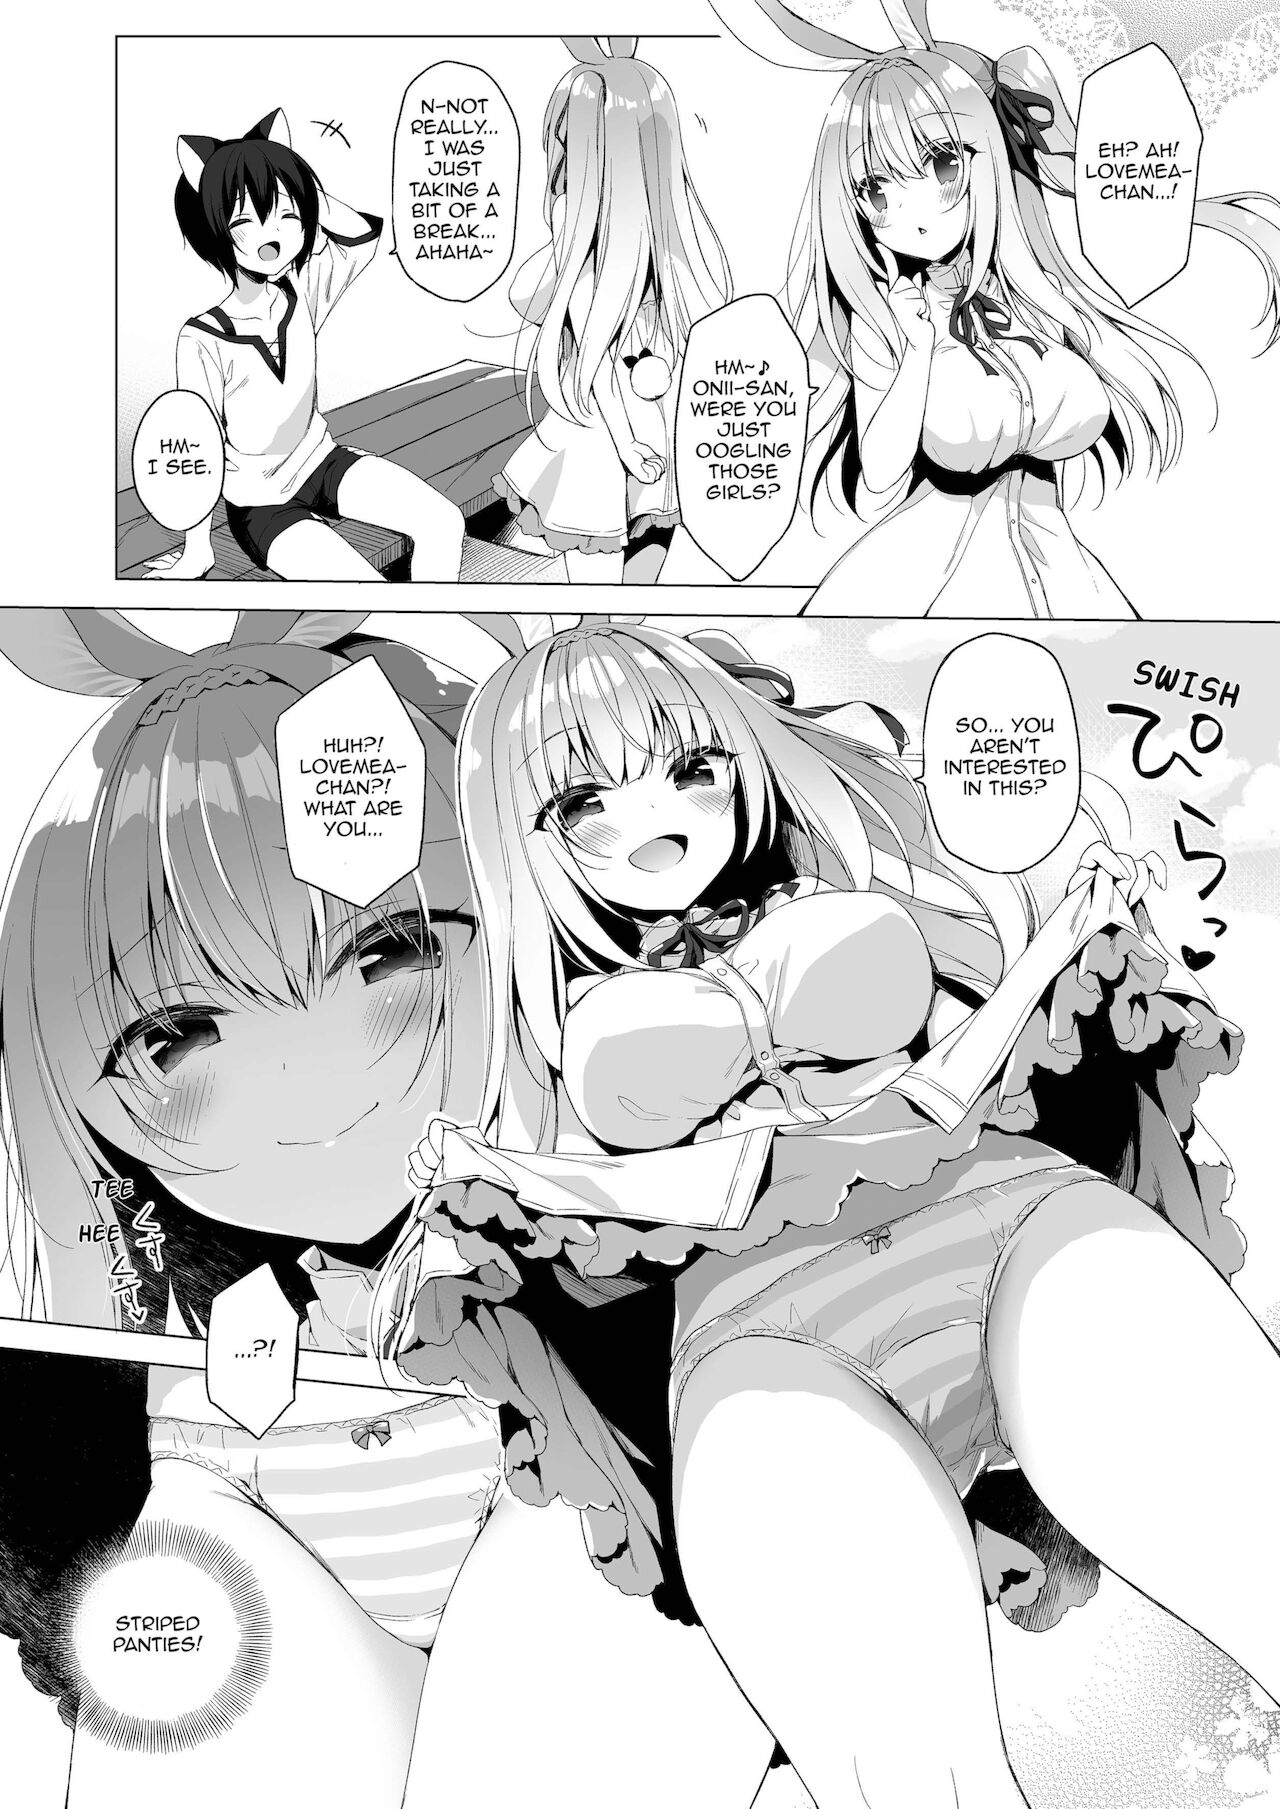 EH? AH!
LOVEMEA-
CHAN...!
HM~♪
ONII-SAN,
WERE YOU
JUST
OOGLING
THOSE
GIRLS?
N-NOT
REALLY...
I WAS
JUST
TAKING A
BIT OF A
BREAK...
AHAHA~
HM~
I SEE.
SWISH
ぴらっ♥
SO... YOU
AREN'T
INTERESTED
IN THIS?
HUH?!
LOVEMEA-
CHAN?!
WHAT ARE
YOU...
TEE
HEE
くすくす♥
...?!
STRIPED
PANTIES!